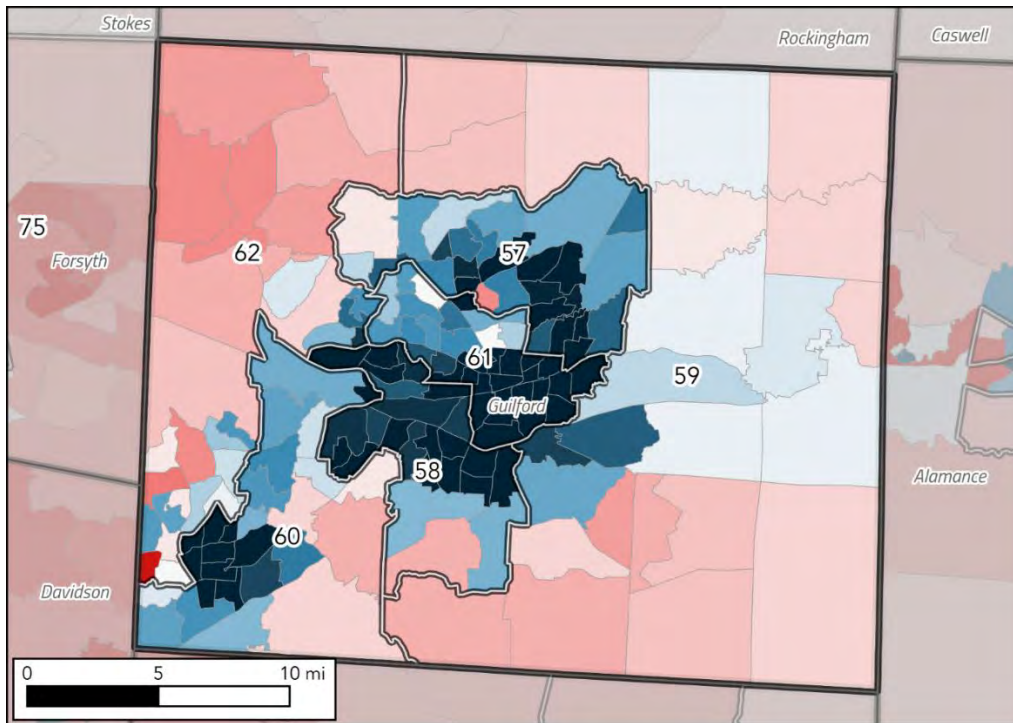 Stokes
Rockingham
Caswell
75
Forsyth
62
57
61
59
Guilford
58
Alamance
60
Davidson
0 5 10 mi